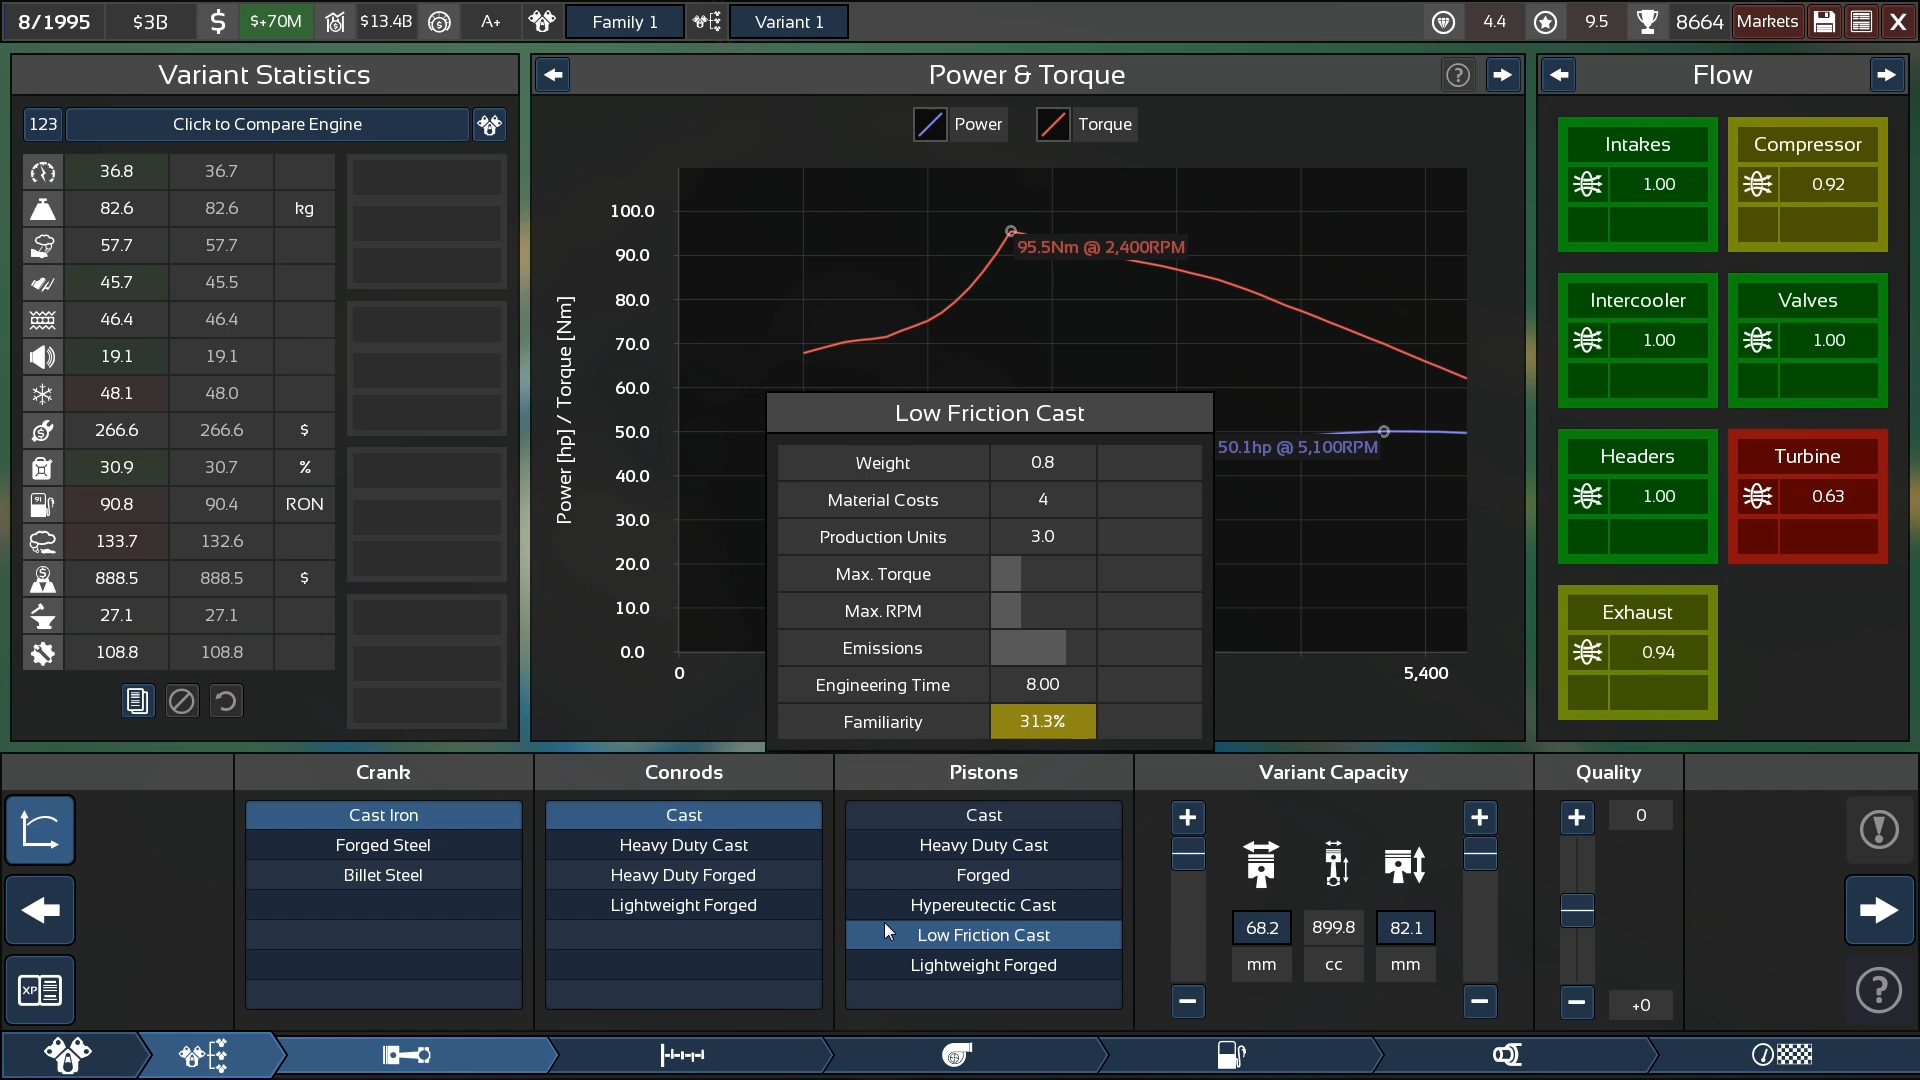 8/1995 $3B $+70M $13.4B A+ Family 1 Variant 1 4.4 9.5 8664 Markets
Variant Statistics
123 Click to Compare Engine
36.8 36.7
82.6 82.6 kg
57.7 57.7
45.7 45.5
46.4 46.4
19.1 19.1
48.1 48.0
266.6 266.6 $
30.9 30.7 %
90.8 90.4 RON
133.7 132.6
888.5 888.5 $
27.1 27.1
108.8 108.8
Power & Torque
Power Torque
Power [hp] / Torque [Nm]
100.0
90.0
80.0
70.0
60.0
50.0
40.0
30.0
20.0
10.0
0.0
0 5,400
95.5Nm @ 2,400RPM
50.1hp @ 5,100RPM
Low Friction Cast
Weight 0.8
Material Costs 4
Production Units 3.0
Max. Torque
Max. RPM
Emissions
Engineering Time 8.00
Familiarity 31.3%
Flow
Intakes Compressor
1.00 0.92
Intercooler Valves
1.00 1.00
Headers Turbine
1.00 0.63
Exhaust
0.94
XP
Crank
Cast Iron
Forged Steel
Billet Steel
Conrods
Cast
Heavy Duty Cast
Heavy Duty Forged
Lightweight Forged
Pistons
Cast
Heavy Duty Cast
Forged
Hypereutectic Cast
Low Friction Cast
Lightweight Forged
Variant Capacity
68.2 899.8 82.1
mm cc mm
Quality
0
+0